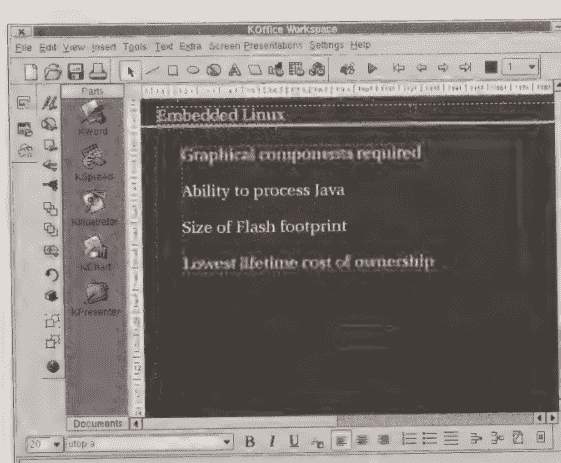 KOffice Workspace
File Edit View Insert Tools Text Extra Screen Presentations Settings Help
1
Parts
KWord
KSpread
KIllustrator
KChart
KPresenter
Documents
Embedded Linux
Graphical components required
Ability to process Java
Size of Flash footprint
Lowest lifetime cost of ownership
20 utopia B I U